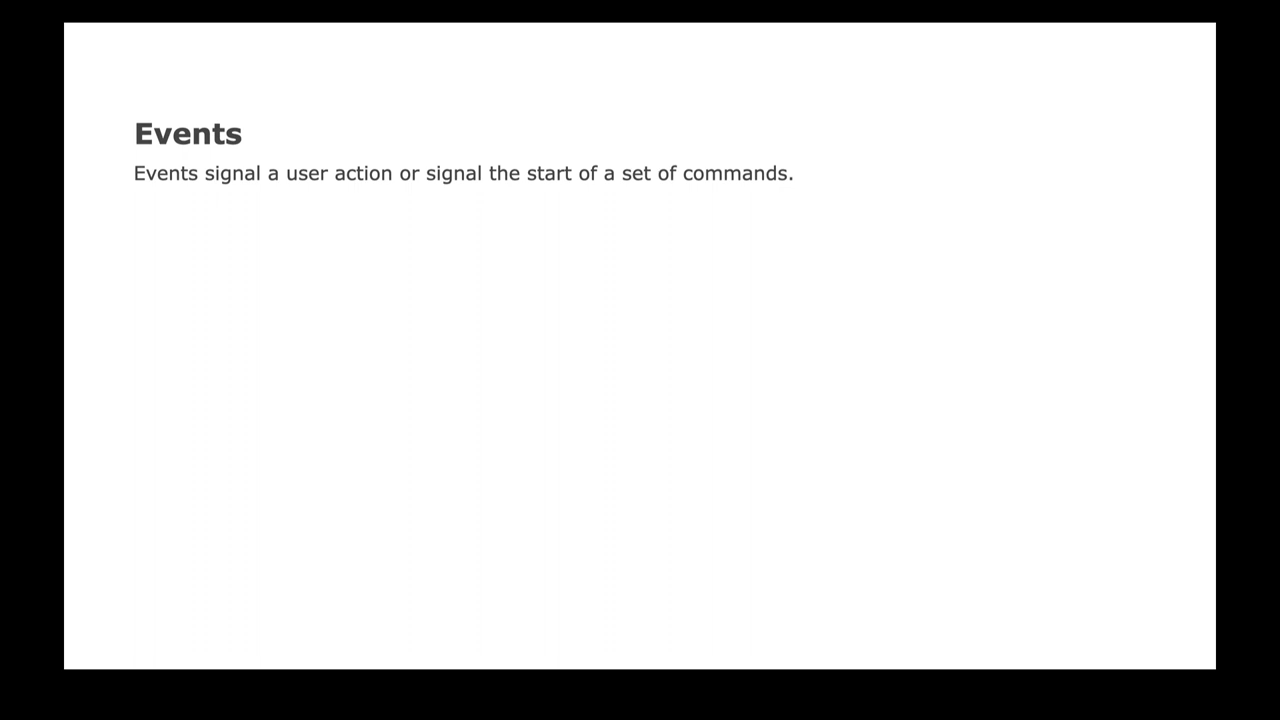 Events
Events signal a user action or signal the start of a set of commands.